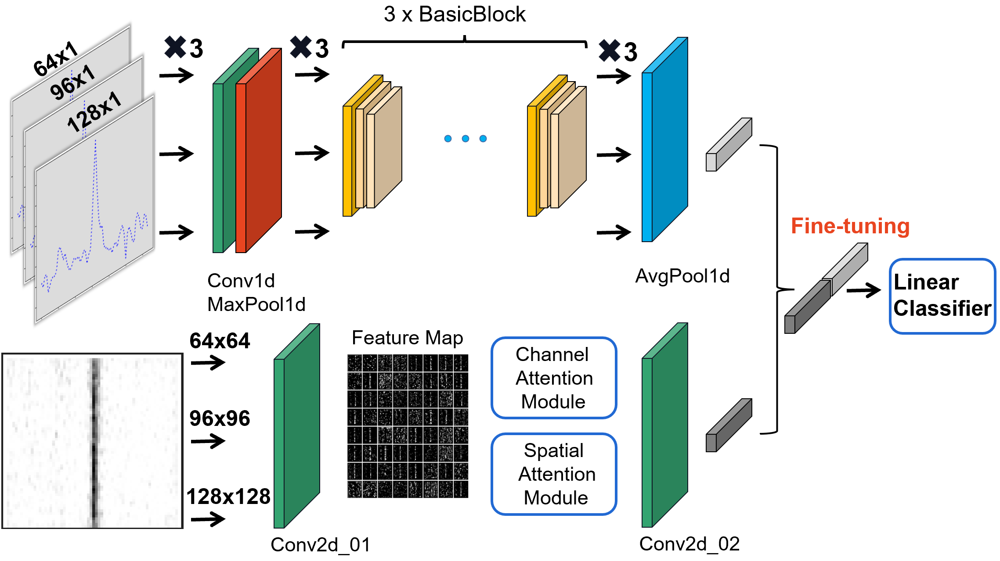 3 x BasicBlock
64x1
96x1
128x1
✖3
✖3
✖3
Conv1d
MaxPool1d
AvgPool1d
Fine-tuning
Linear
Classifier
64x64
96x96
128x128
Feature Map
Channel
Attention
Module
Spatial
Attention
Module
Conv2d_01
Conv2d_02